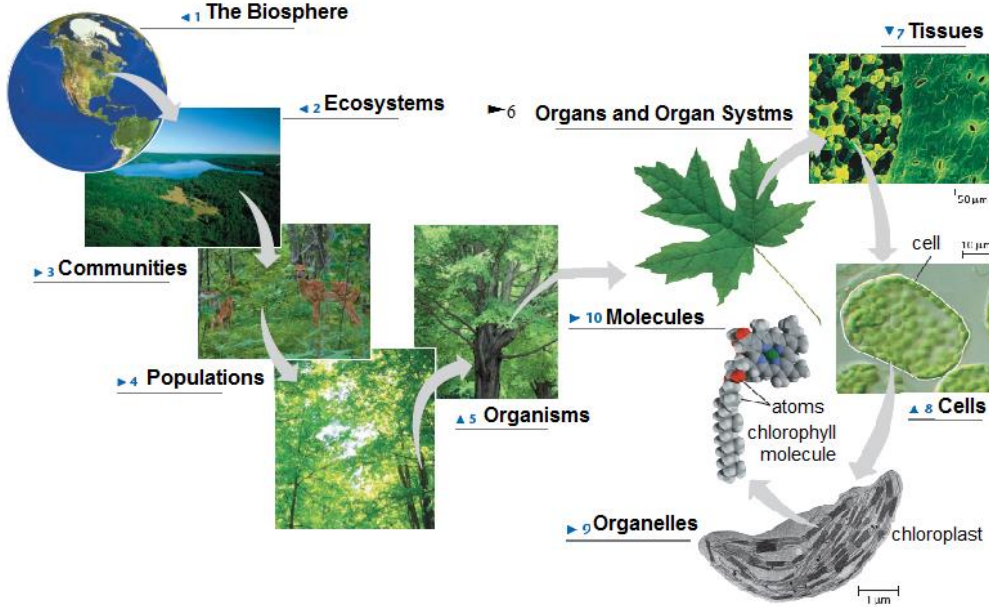 ◄ 1 The Biosphere
◄ 2 Ecosystems
► 3 Communities
► 4 Populations
▲ 5 Organisms
► 6 Organs and Organ Systms
▼ 7 Tissues
50 µm
cell
10 µm
▲ 8 Cells
► 10 Molecules
atoms
chlorophyll
molecule
► 9 Organelles
chloroplast
1 µm